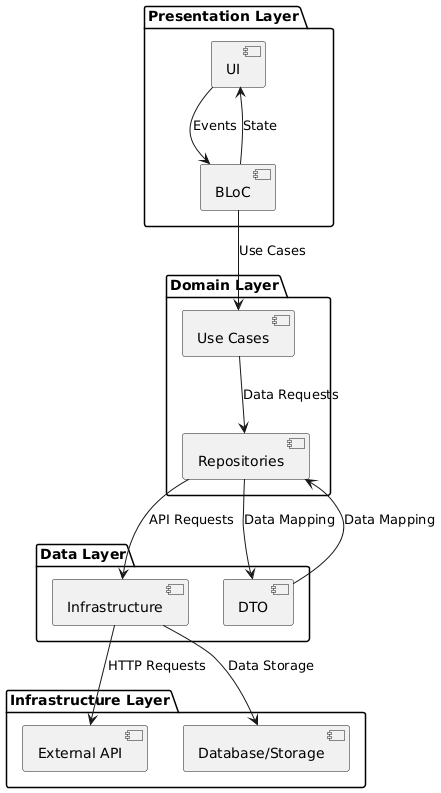 Presentation Layer
UI
Events
State
BLoC
Use Cases
Domain Layer
Use Cases
Data Requests
Repositories
API Requests
Data Mapping
Data Mapping
Data Layer
Infrastructure
DTO
HTTP Requests
Data Storage
Infrastructure Layer
External API
Database/Storage